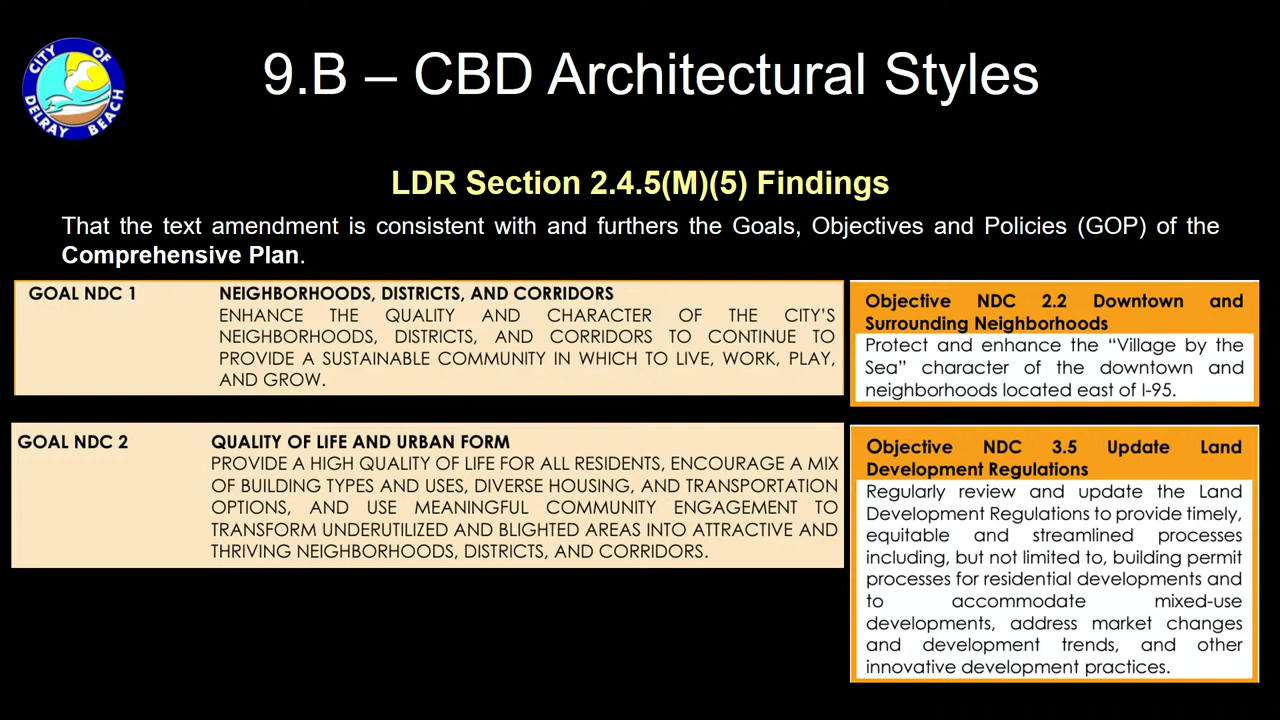 CITY OF
DELRAY BEACH
9.B – CBD Architectural Styles
LDR Section 2.4.5(M)(5) Findings
That the text amendment is consistent with and furthers the Goals, Objectives and Policies (GOP) of the
Comprehensive Plan.
GOAL NDC 1
NEIGHBORHOODS, DISTRICTS, AND CORRIDORS
ENHANCE THE QUALITY AND CHARACTER OF THE CITY'S
NEIGHBORHOODS, DISTRICTS, AND CORRIDORS TO CONTINUE TO
PROVIDE A SUSTAINABLE COMMUNITY IN WHICH TO LIVE, WORK, PLAY,
AND GROW.
GOAL NDC 2
QUALITY OF LIFE AND URBAN FORM
PROVIDE A HIGH QUALITY OF LIFE FOR ALL RESIDENTS, ENCOURAGE A MIX
OF BUILDING TYPES AND USES, DIVERSE HOUSING, AND TRANSPORTATION
OPTIONS, AND USE MEANINGFUL COMMUNITY ENGAGEMENT TO
TRANSFORM UNDERUTILIZED AND BLIGHTED AREAS INTO ATTRACTIVE AND
THRIVING NEIGHBORHOODS, DISTRICTS, AND CORRIDORS.
Objective NDC 2.2 Downtown and
Surrounding Neighborhoods
Protect and enhance the “Village by the
Sea” character of the downtown and
neighborhoods located east of I-95.
Objective NDC 3.5 Update Land
Development Regulations
Regularly review and update the Land
Development Regulations to provide timely,
equitable and streamlined processes
including, but not limited to, building permit
processes for residential developments and
to accommodate mixed-use
developments, address market changes
and development trends, and other
innovative development practices.